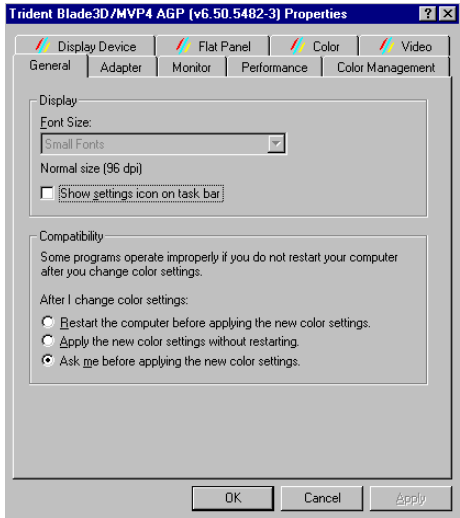 Trident Blade3D/MVP4 AGP (v6.50.5482-3) Properties
Display Device Flat Panel Color Video
General Adapter Monitor Performance Color Management
Display
Font Size:
Small Fonts
Normal size (96 dpi)
Show settings icon on task bar
Compatibility
Some programs operate improperly if you do not restart your computer
after you change color settings.
After I change color settings:
Restart the computer before applying the new color settings.
Apply the new color settings without restarting.
Ask me before applying the new color settings.
OK Cancel Apply